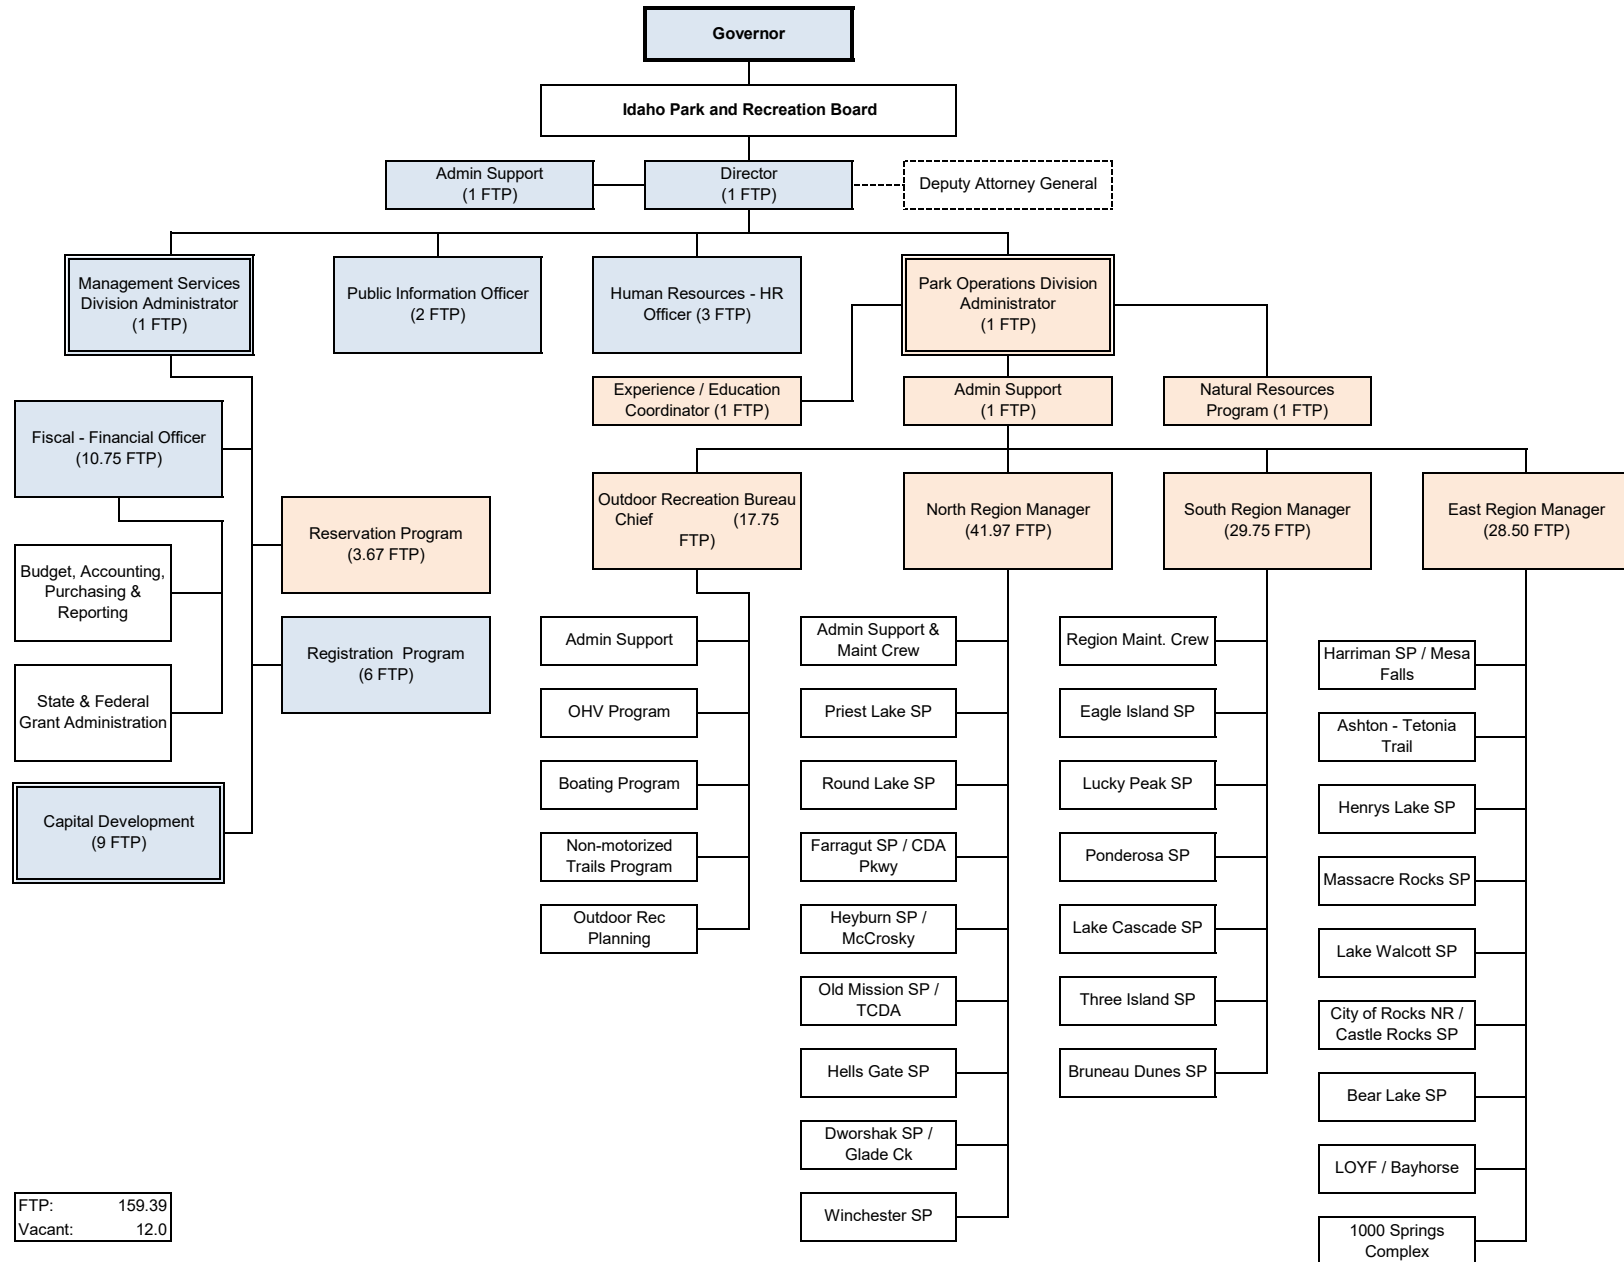 Governor
Idaho Park and Recreation Board
Admin Support
(1 FTP)
Director
(1 FTP)
Deputy Attorney General
Management Services
Division Administrator
(1 FTP)
Public Information Officer
(2 FTP)
Human Resources - HR
Officer (3 FTP)
Park Operations Division
Administrator
(1 FTP)
Experience / Education
Coordinator (1 FTP)
Admin Support
(1 FTP)
Natural Resources
Program (1 FTP)
Fiscal - Financial Officer
(10.75 FTP)
Budget, Accounting,
Purchasing &
Reporting
State & Federal
Grant Administration
Reservation Program
(3.67 FTP)
Registration  Program
(6 FTP)
Capital Development
(9 FTP)
Outdoor Recreation Bureau
Chief (17.75
FTP)
Admin Support
OHV Program
Boating Program
Non-motorized
Trails Program
Outdoor Rec
Planning
North Region Manager
(41.97 FTP)
Admin Support &
Maint Crew
Priest Lake SP
Round Lake SP
Farragut SP / CDA
Pkwy
Heyburn SP /
McCrosky
Old Mission SP /
TCDA
Hells Gate SP
Dworshak SP /
Glade Ck
Winchester SP
South Region Manager
(29.75 FTP)
Region Maint. Crew
Eagle Island SP
Lucky Peak SP
Ponderosa SP
Lake Cascade SP
Three Island SP
Bruneau Dunes SP
East Region Manager
(28.50 FTP)
Harriman SP / Mesa
Falls
Ashton - Tetonia
Trail
Henrys Lake SP
Massacre Rocks SP
Lake Walcott SP
City of Rocks NR /
Castle Rocks SP
Bear Lake SP
LOYF / Bayhorse
1000 Springs
Complex
FTP: 159.39
Vacant: 12.0